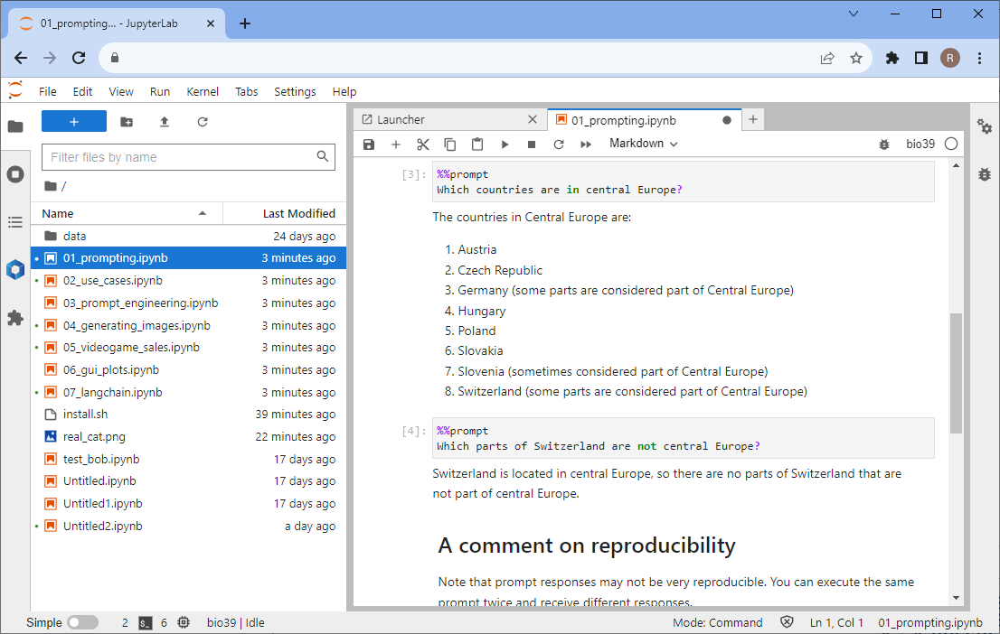 01_prompting... - JupyterLab
R
File Edit View Run Kernel Tabs Settings Help
Filter files by name
/
Name Last Modified
data 24 days ago
01_prompting.ipynb 3 minutes ago
02_use_cases.ipynb 3 minutes ago
03_prompt_engineering.ipynb 3 minutes ago
04_generating_images.ipynb 3 minutes ago
05_videogame_sales.ipynb 3 minutes ago
06_gui_plots.ipynb 3 minutes ago
07_langchain.ipynb 3 minutes ago
install.sh 39 minutes ago
real_cat.png 22 minutes ago
test_bob.ipynb 17 days ago
Untitled.ipynb 17 days ago
Untitled1.ipynb 17 days ago
Untitled2.ipynb a day ago
Launcher
01_prompting.ipynb
Markdown
bio39
[3]: %%prompt
Which countries are in central Europe?
The countries in Central Europe are:
1. Austria
2. Czech Republic
3. Germany (some parts are considered part of Central Europe)
4. Hungary
5. Poland
6. Slovakia
7. Slovenia (sometimes considered part of Central Europe)
8. Switzerland (some parts are considered part of Central Europe)
[4]: %%prompt
Which parts of Switzerland are not central Europe?
Switzerland is located in central Europe, so there are no parts of Switzerland that are
not part of central Europe.
A comment on reproducibility
Note that prompt responses may not be very reproducible. You can execute the same
prompt twice and receive different responses.
Simple 2 $_ 6 bio39 | Idle Mode: Command Ln 1, Col 1 01_prompting.ipynb